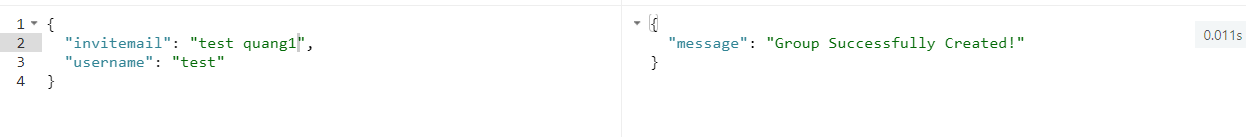 1 {
2 "invitemail": "test quang1",
3 "username": "test"
4 }
{
"message": "Group Successfully Created!"
}
0.011s